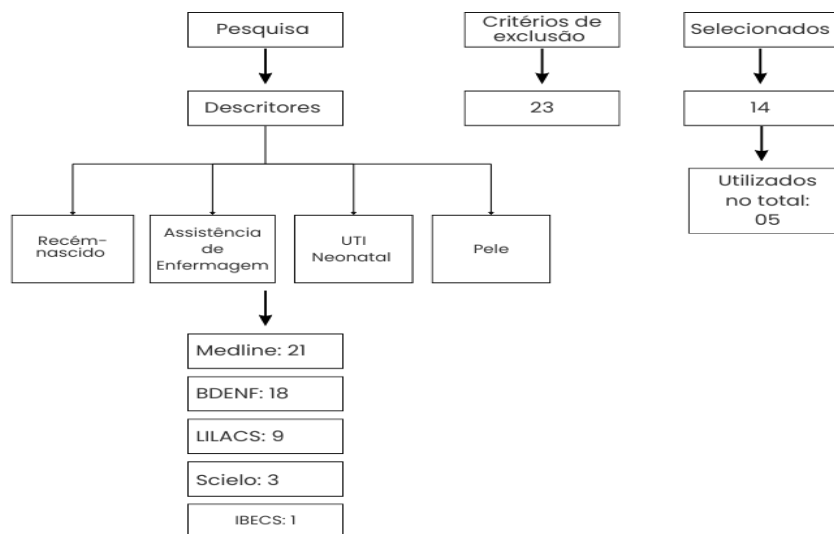 Pesquisa
Descritores
Recém-
nascido
Assistência
de
Enfermagem
UTI
Neonatal
Pele
Medline: 21
BDENF: 18
LILACS: 9
Scielo: 3
IBECS: 1
Critérios de
exclusão
23
Selecionados
14
Utilizados
no total:
05